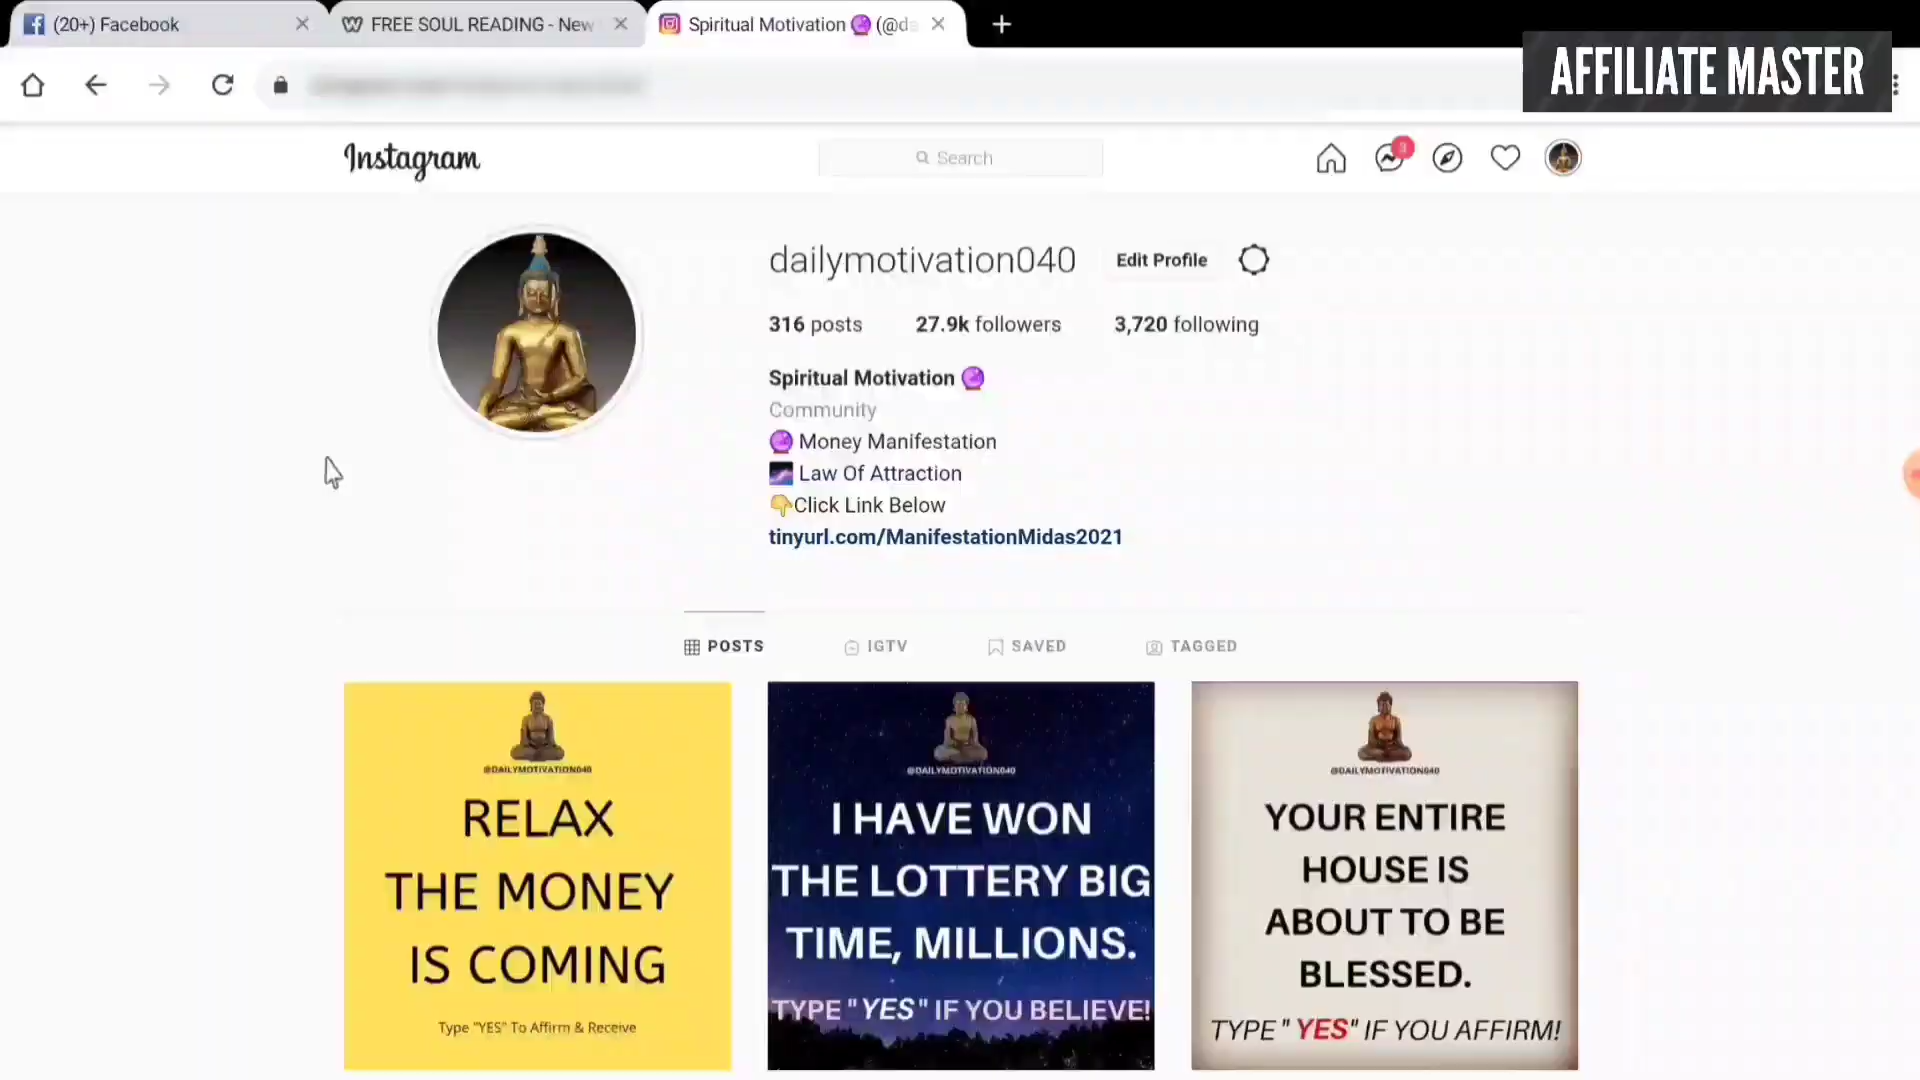 (20+) Facebook
FREE SOUL READING - New
Spiritual Motivation 🔮 (@da
AFFILIATE MASTER
Instagram
Search
3
dailymotivation040
Edit Profile
316 posts 27.9k followers 3,720 following
Spiritual Motivation 🔮
Community
🔮 Money Manifestation
🌌 Law Of Attraction
👇Click Link Below
tinyurl.com/ManifestationMidas2021
POSTS IGTV SAVED TAGGED
@DAILYMOTIVATION040
RELAX
THE MONEY
IS COMING
Type "YES" To Affirm & Receive
@DAILYMOTIVATION040
I HAVE WON
THE LOTTERY BIG
TIME, MILLIONS.
TYPE "YES" IF YOU BELIEVE!
@DAILYMOTIVATION040
YOUR ENTIRE
HOUSE IS
ABOUT TO BE
BLESSED.
TYPE "YES" IF YOU AFFIRM!